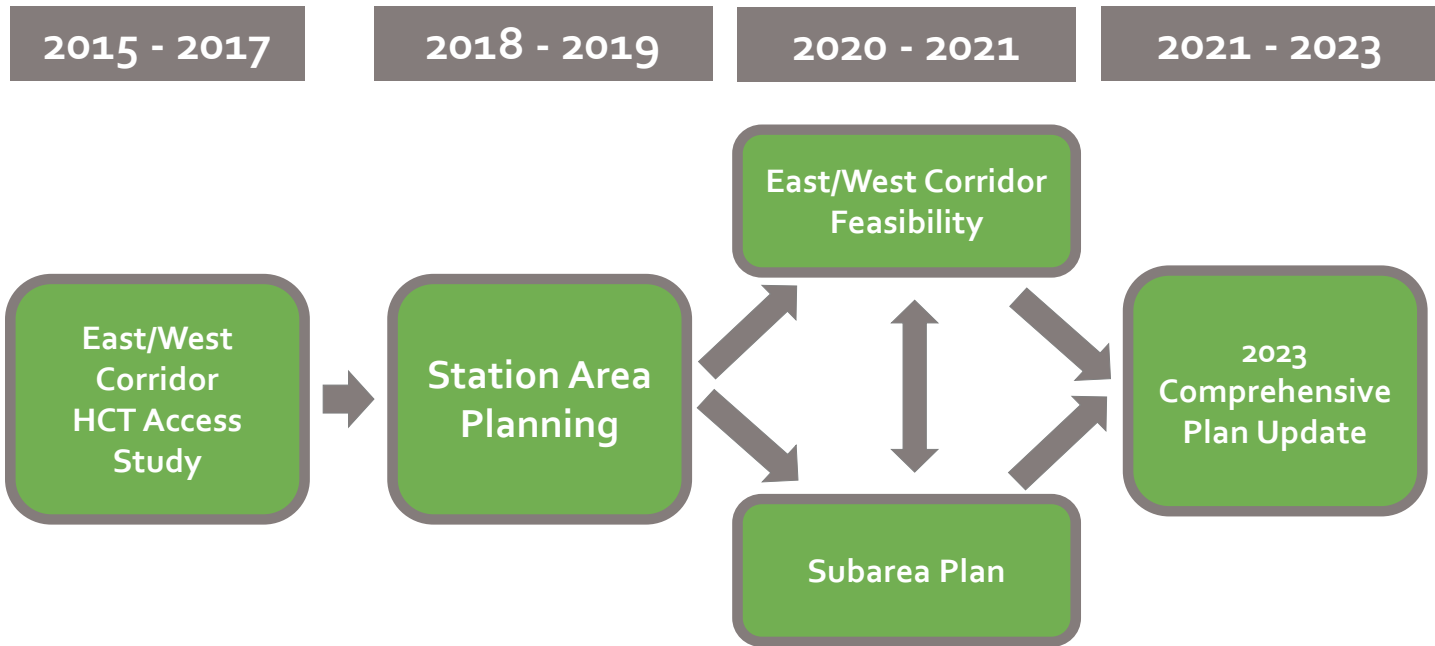 2015 - 2017
2018 - 2019
2020 - 2021
2021 - 2023
East/West
Corridor
HCT Access
Study
Station Area
Planning
East/West Corridor
Feasibility
Subarea Plan
2023
Comprehensive
Plan Update